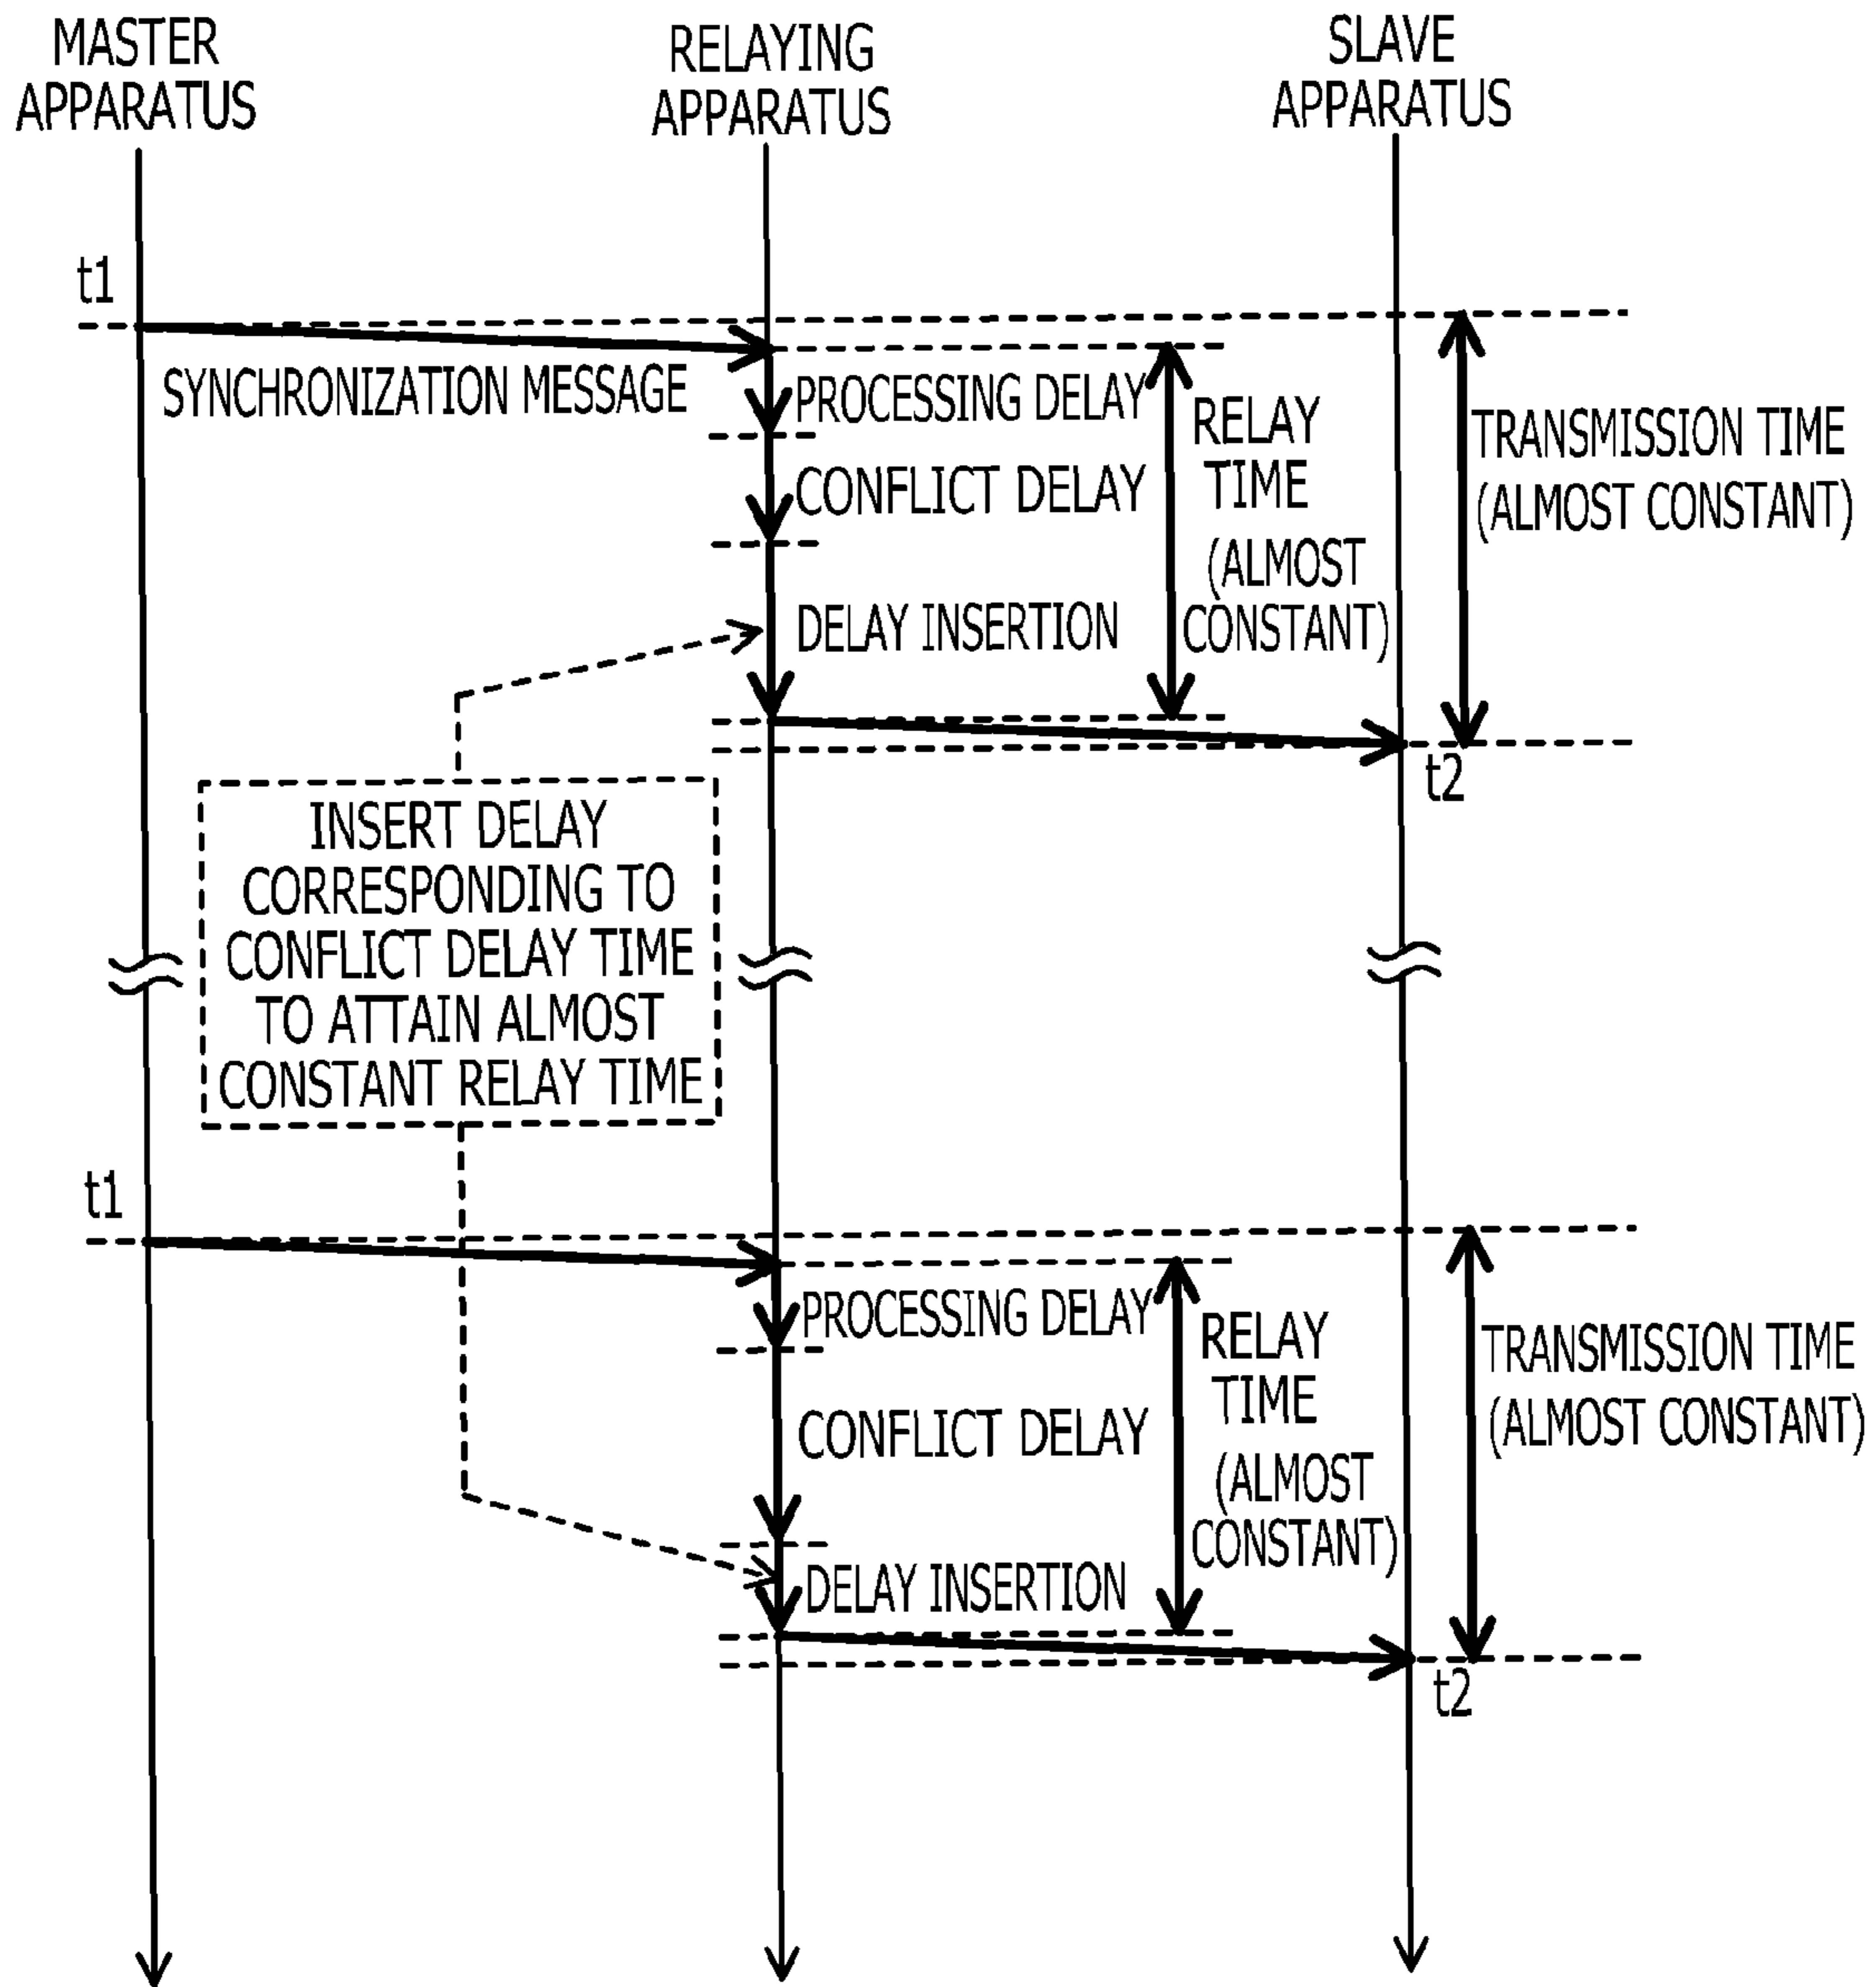 MASTER
APPARATUS
RELAYING
APPARATUS
SLAVE
APPARATUS
t1
SYNCHRONIZATION MESSAGE
PROCESSING DELAY
CONFLICT DELAY
DELAY INSERTION
RELAY
TIME
(ALMOST
CONSTANT)
TRANSMISSION TIME
(ALMOST CONSTANT)
t2
INSERT DELAY
CORRESPONDING TO
CONFLICT DELAY TIME
TO ATTAIN ALMOST
CONSTANT RELAY TIME
t1
PROCESSING DELAY
CONFLICT DELAY
DELAY INSERTION
RELAY
TIME
(ALMOST
CONSTANT)
TRANSMISSION TIME
(ALMOST CONSTANT)
t2